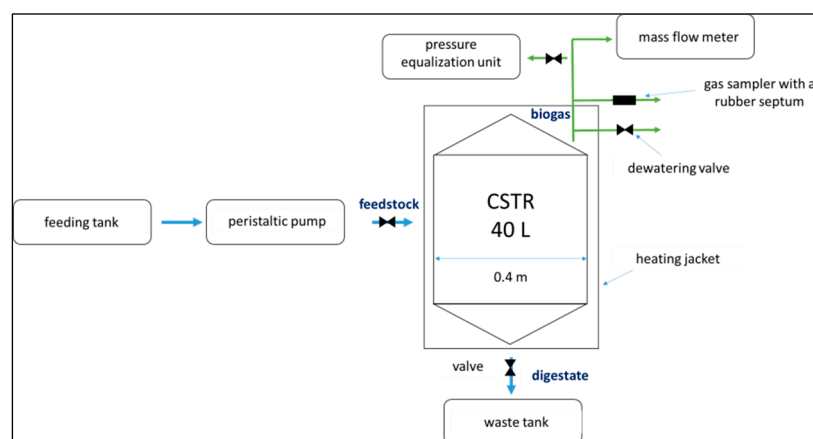 pressure
equalization unit
mass flow meter
gas sampler with a
rubber septum
biogas
dewatering valve
feedstock
feeding tank
peristaltic pump
CSTR
40 L
0.4 m
heating jacket
valve
digestate
waste tank